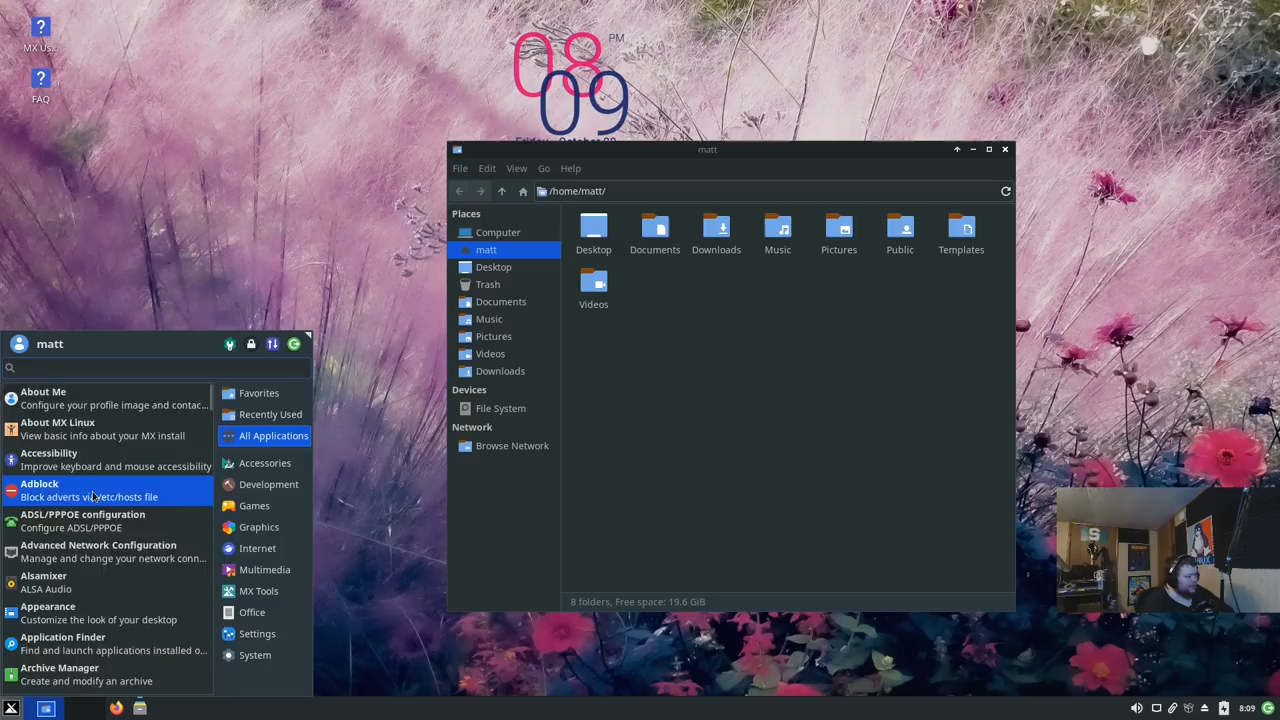 MX Us...
FAQ
08
PM
09
matt
File Edit View Go Help
/home/matt/
Places
Computer
matt
Desktop
Trash
Documents
Music
Pictures
Videos
Downloads
Devices
File System
Network
Browse Network
Desktop
Documents
Downloads
Music
Pictures
Public
Templates
Videos
8 folders, Free space: 19.6 GiB
matt
About Me
Configure your profile image and contac...
About MX Linux
View basic info about your MX install
Accessibility
Improve keyboard and mouse accessibility
Adblock
Block adverts via /etc/hosts file
ADSL/PPPOE configuration
Configure ADSL/PPPOE
Advanced Network Configuration
Manage and change your network conn...
Alsamixer
ALSA Audio
Appearance
Customize the look of your desktop
Application Finder
Find and launch applications installed o...
Archive Manager
Create and modify an archive
Favorites
Recently Used
All Applications
Accessories
Development
Games
Graphics
Internet
Multimedia
MX Tools
Office
Settings
System
8:09